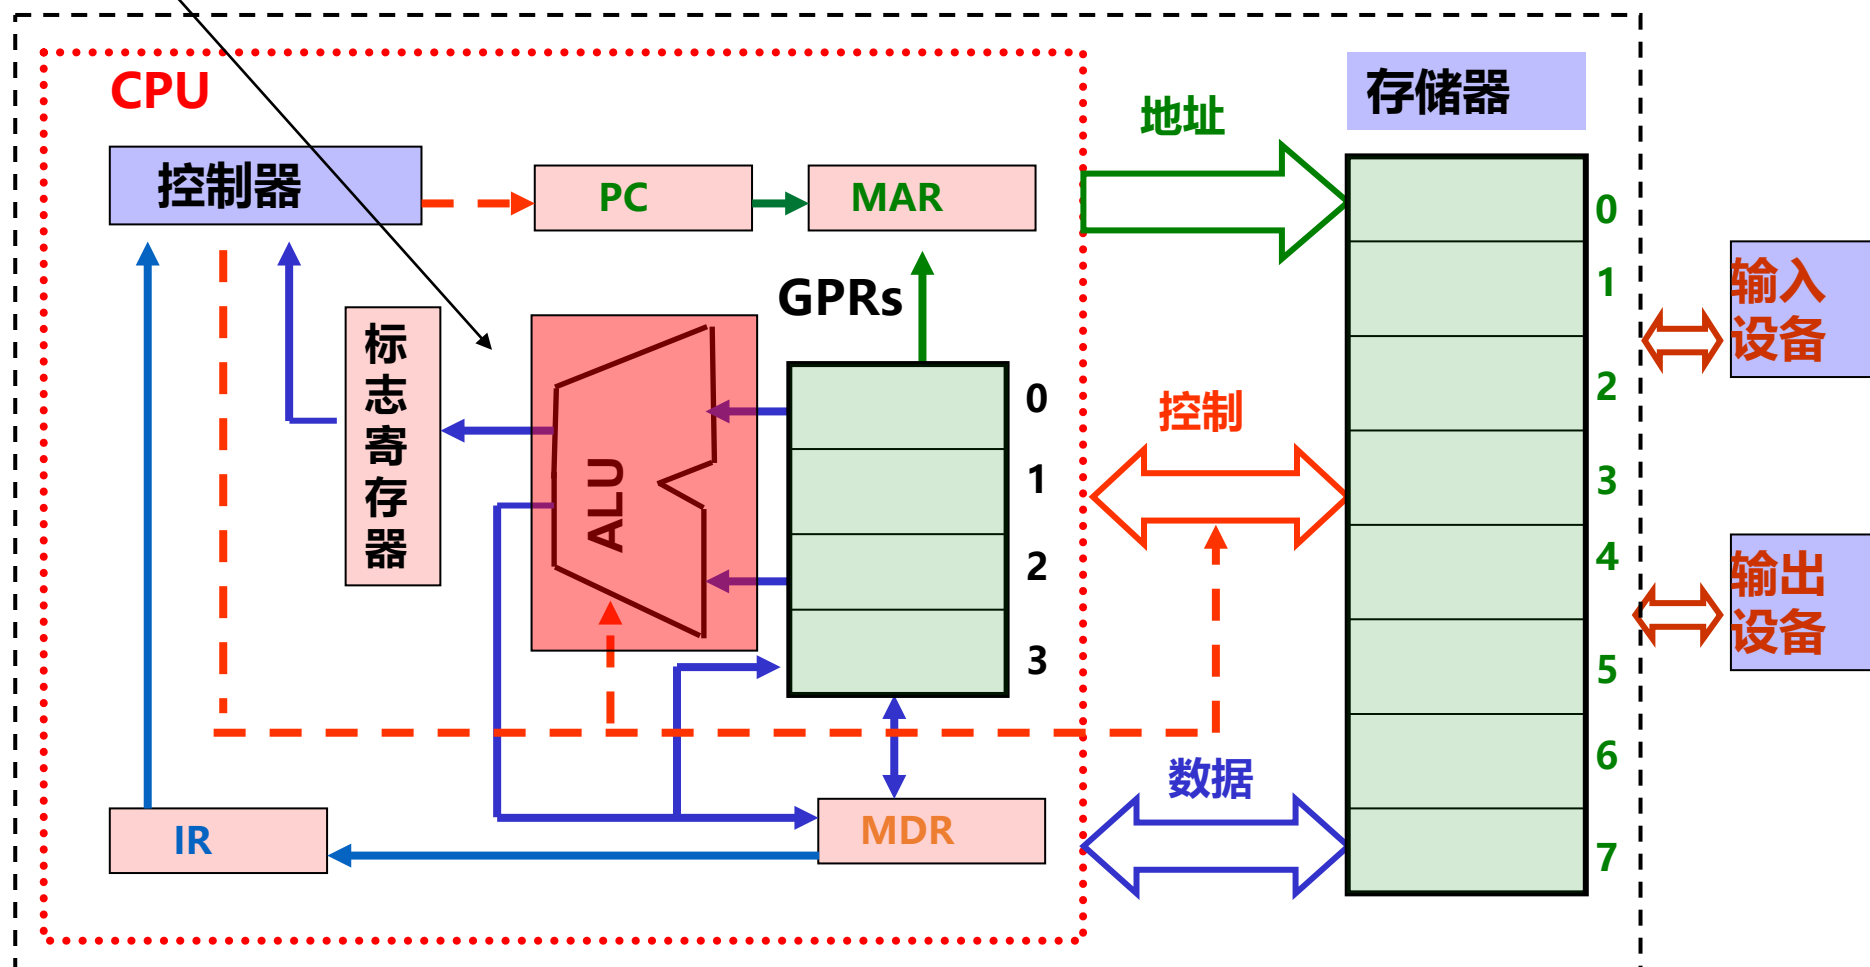 CPU
控制器
PC
MAR
地址
存储器
0
1
2
3
4
5
6
7
输入
设备
输出
设备
GPRs
0
1
2
3
标
志
寄
存
器
ALU
控制
数据
IR
MDR